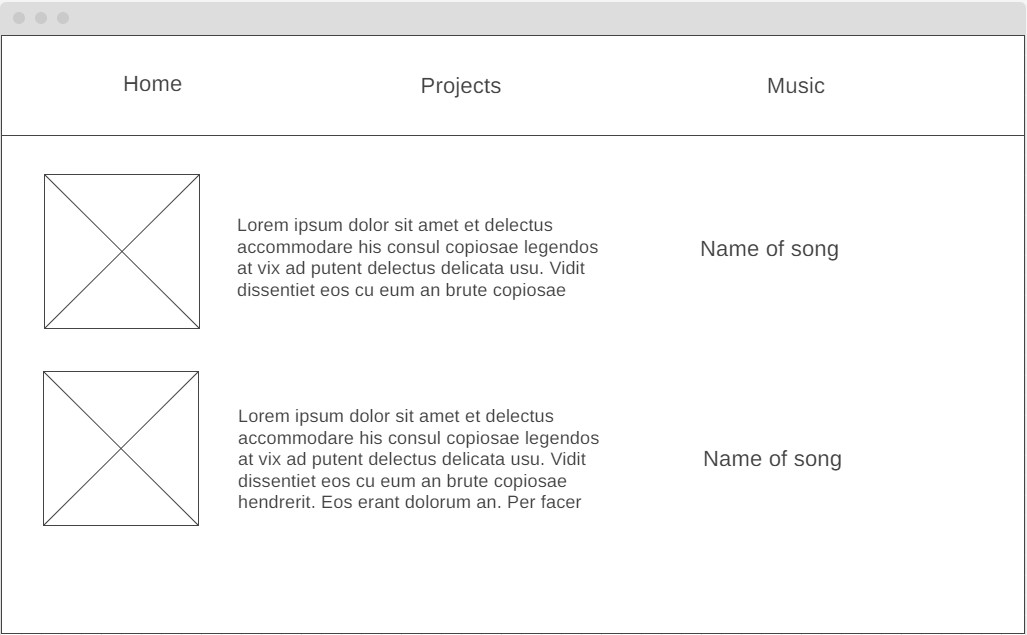 Home
Projects
Music
Lorem ipsum dolor sit amet et delectus
accommodare his consul copiosae legendos
at vix ad putent delectus delicata usu. Vidit
dissentiet eos cu eum an brute copiosae
Name of song
Lorem ipsum dolor sit amet et delectus
accommodare his consul copiosae legendos
at vix ad putent delectus delicata usu. Vidit
dissentiet eos cu eum an brute copiosae
hendrerit. Eos erant dolorum an. Per facer
Name of song